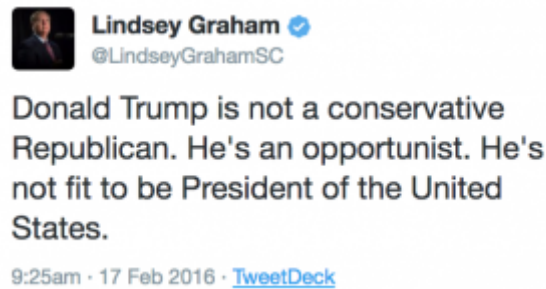 Lindsey Graham
@LindseyGrahamSC
Donald Trump is not a conservative
Republican. He's an opportunist. He's
not fit to be President of the United
States.
9:25am · 17 Feb 2016 · TweetDeck